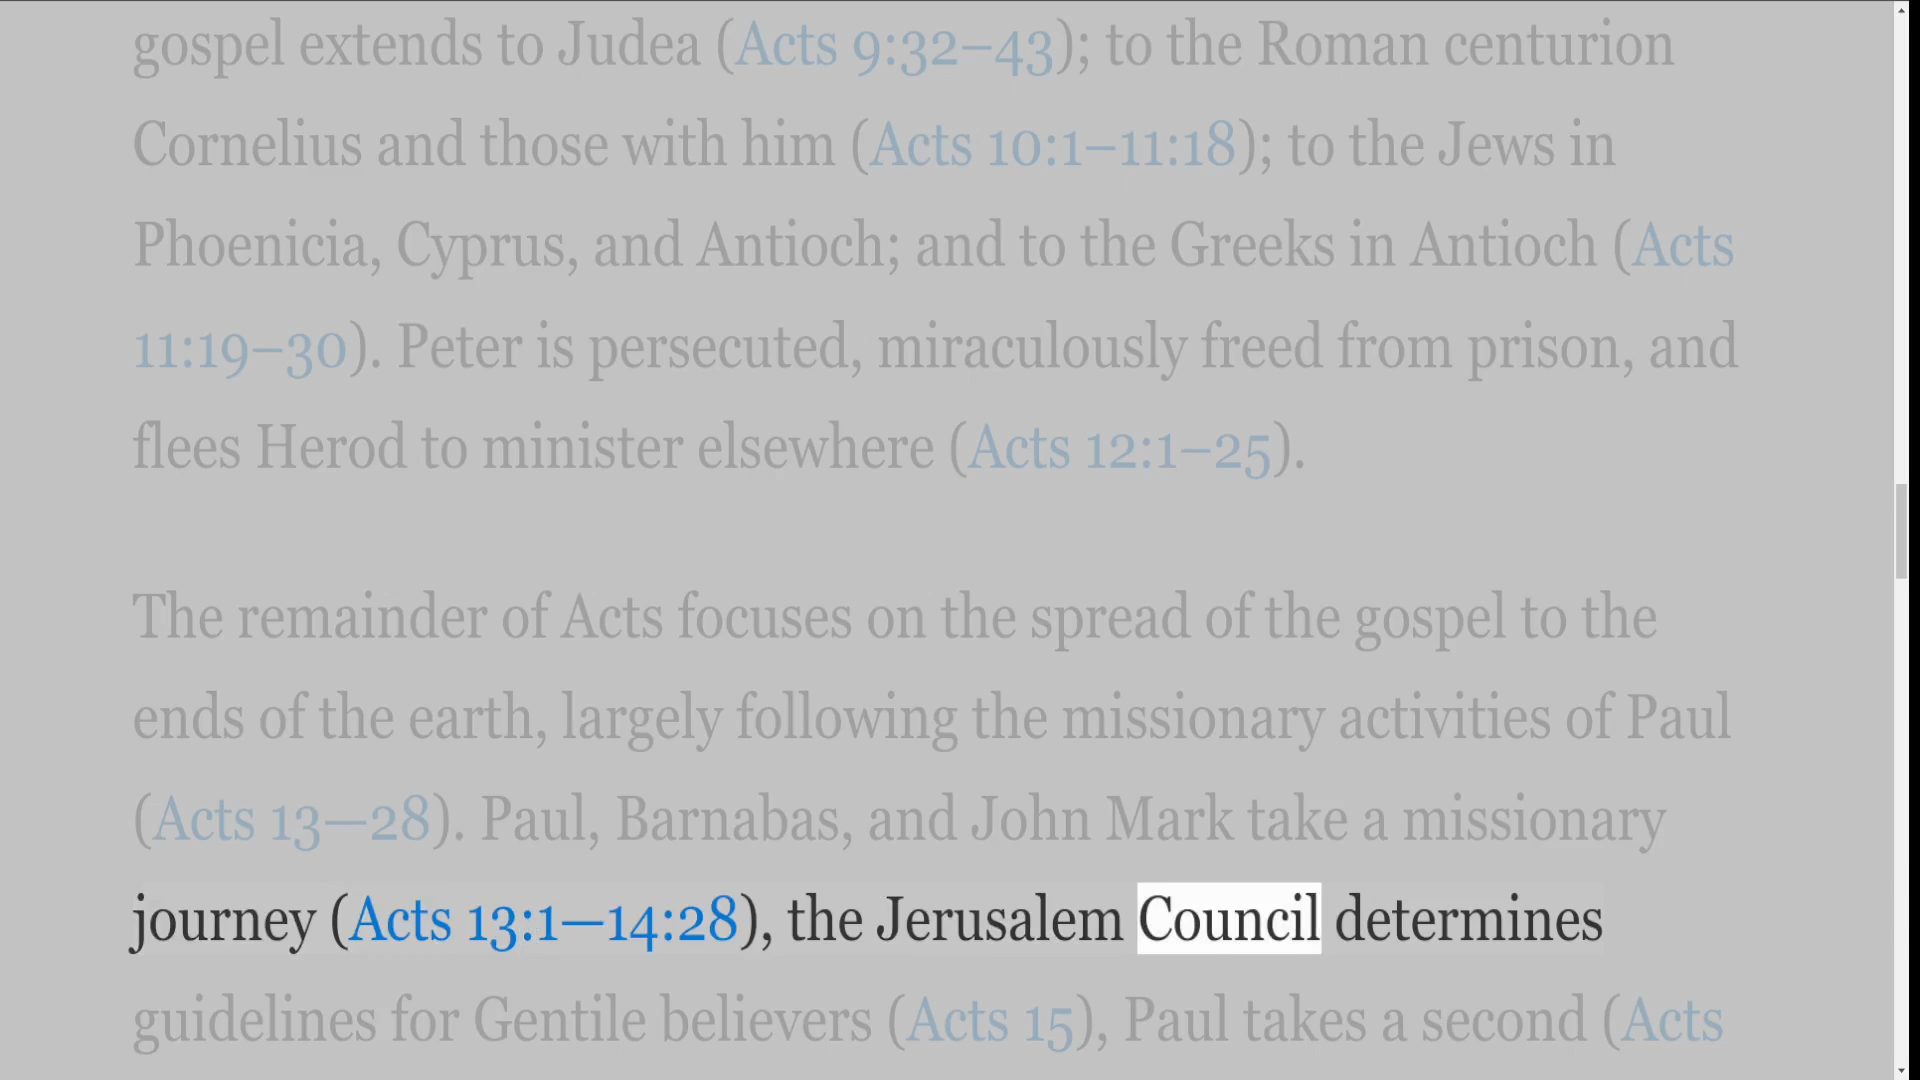 gospel extends to Judea (Acts 9:32–43); to the Roman centurion
Cornelius and those with him (Acts 10:1–11:18); to the Jews in
Phoenicia, Cyprus, and Antioch; and to the Greeks in Antioch (Acts
11:19–30). Peter is persecuted, miraculously freed from prison, and
flees Herod to minister elsewhere (Acts 12:1–25).
The remainder of Acts focuses on the spread of the gospel to the
ends of the earth, largely following the missionary activities of Paul
(Acts 13—28). Paul, Barnabas, and John Mark take a missionary
journey (Acts 13:1—14:28), the Jerusalem Council determines
guidelines for Gentile believers (Acts 15), Paul takes a second (Acts